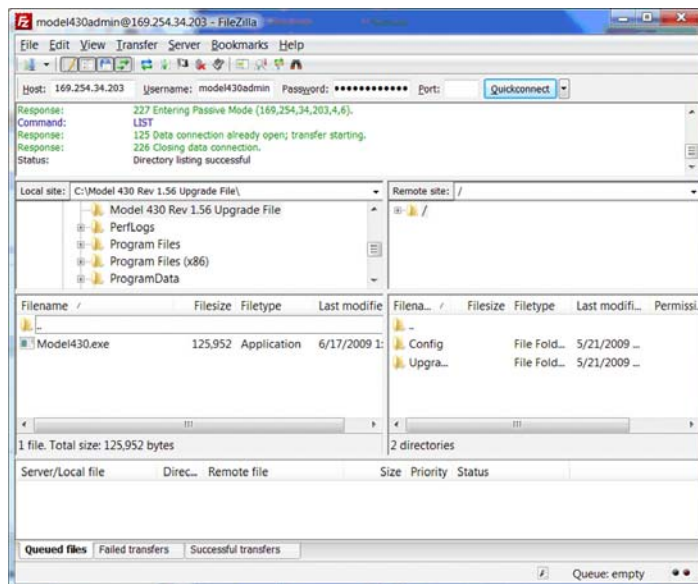 model430admin@169.254.34.203 - FileZilla
File Edit View Transfer Server Bookmarks Help
Host: 169.254.34.203 Username: model430admin Password: ●●●●●●●●●●●●● Port: Quickconnect
Response: 227 Entering Passive Mode (169,254,34,203,4,6).
Command: LIST
Response: 125 Data connection already open; transfer starting.
Response: 226 Closing data connection.
Status: Directory listing successful
Local site: C:\Model 430 Rev 1.56 Upgrade File\ Remote site: /
Model 430 Rev 1.56 Upgrade File /
PerfLogs
Program Files
Program Files (x86)
ProgramData
Filename / Filesize Filetype Last modifie Filena... / Filesize Filetype Last modifi... Permissi
.. ..
Model430.exe 125,952 Application 6/17/2009 1: Config File Fold... 5/21/2009 ...
Upgra... File Fold... 5/21/2009 ...
1 file. Total size: 125,952 bytes 2 directories
Server/Local file Direc... Remote file Size Priority Status
Queued files Failed transfers Successful transfers
Queue: empty